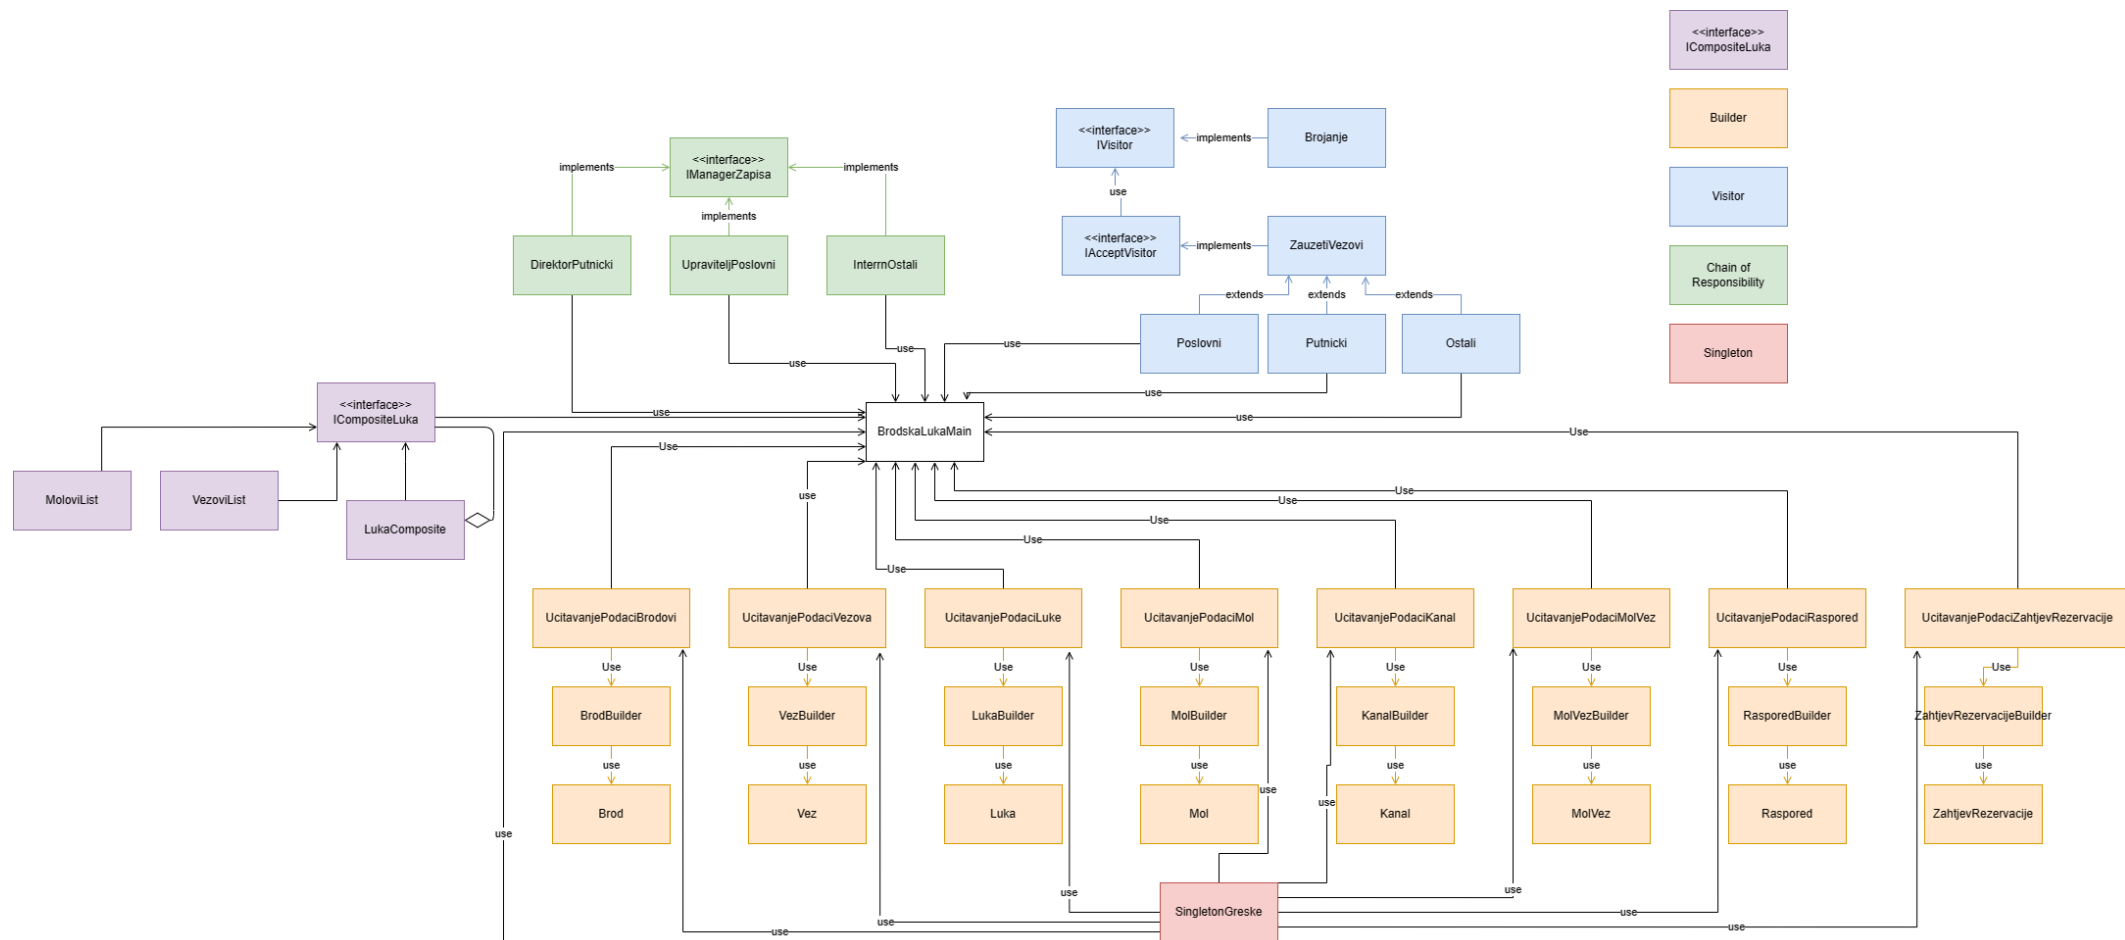 <<interface>>
ICompositeLuka
Builder
Visitor
Chain of
Responsibility
Singleton
<<interface>>
IVisitor
implements
Brojanje
use
<<interface>>
IAcceptVisitor
implements
ZauzetiVezovi
extends
extends
extends
Poslovni
Putnicki
Ostali
implements
<<interface>>
IManagerZapisa
implements
implements
DirektorPutnicki
UpraviteljPoslovni
InterrnOstali
use
use
use
use
use
use
<<interface>>
ICompositeLuka
MoloviList
VezoviList
LukaComposite
BrodskaLukaMain
Use
use
Use
Use
Use
Use
Use
Use
UcitavanjePodaciBrodovi
UcitavanjePodaciVezova
UcitavanjePodaciLuke
UcitavanjePodaciMol
UcitavanjePodaciKanal
UcitavanjePodaciMolVez
UcitavanjePodaciRaspored
UcitavanjePodaciZahtjevRezervacije
Use
Use
Use
Use
Use
Use
Use
Use
BrodBuilder
VezBuilder
LukaBuilder
MolBuilder
KanalBuilder
MolVezBuilder
RasporedBuilder
ZahtjevRezervacijeBuilder
use
use
use
use
use
use
use
use
Brod
Vez
Luka
Mol
Kanal
MolVez
Raspored
ZahtjevRezervacije
use
use
use
use
use
use
use
use
use
SingletonGreske